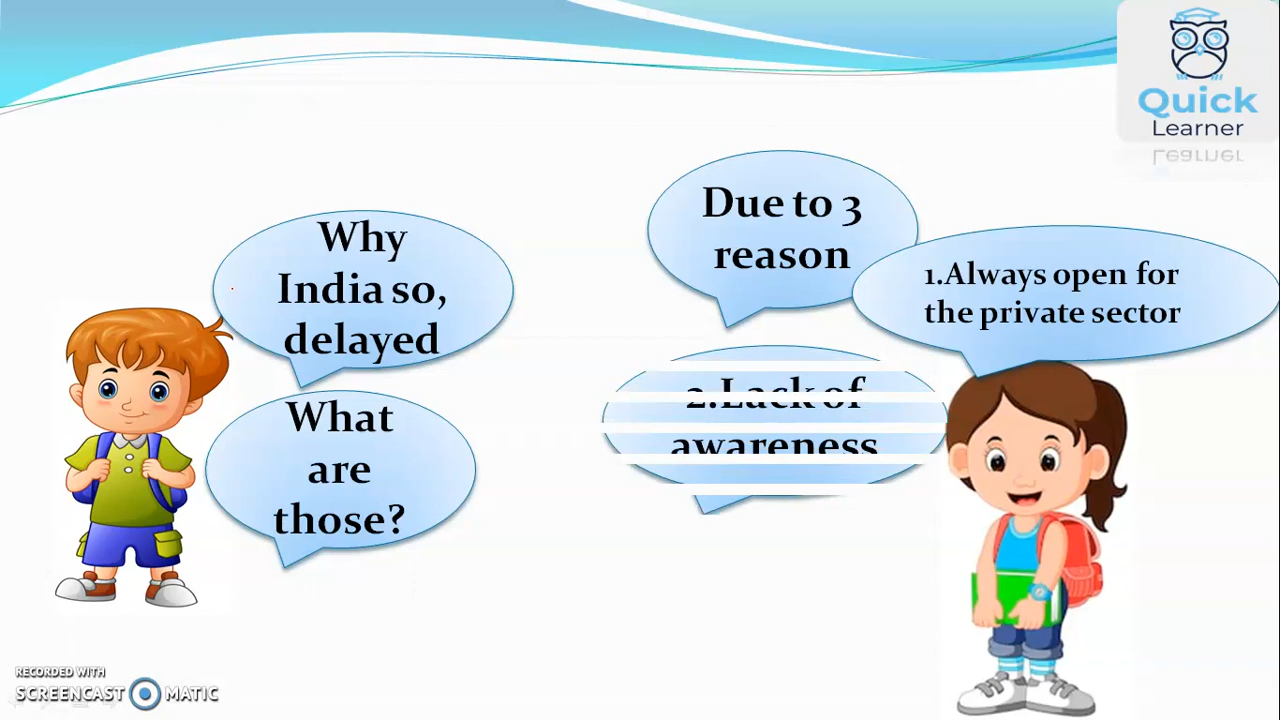 Quick
Learner
Why
India so,
delayed
What
are
those?
Due to 3
reason
1.Always open for
the private sector
2.Lack of
awareness
RECORDED WITH
SCREENCAST MATIC